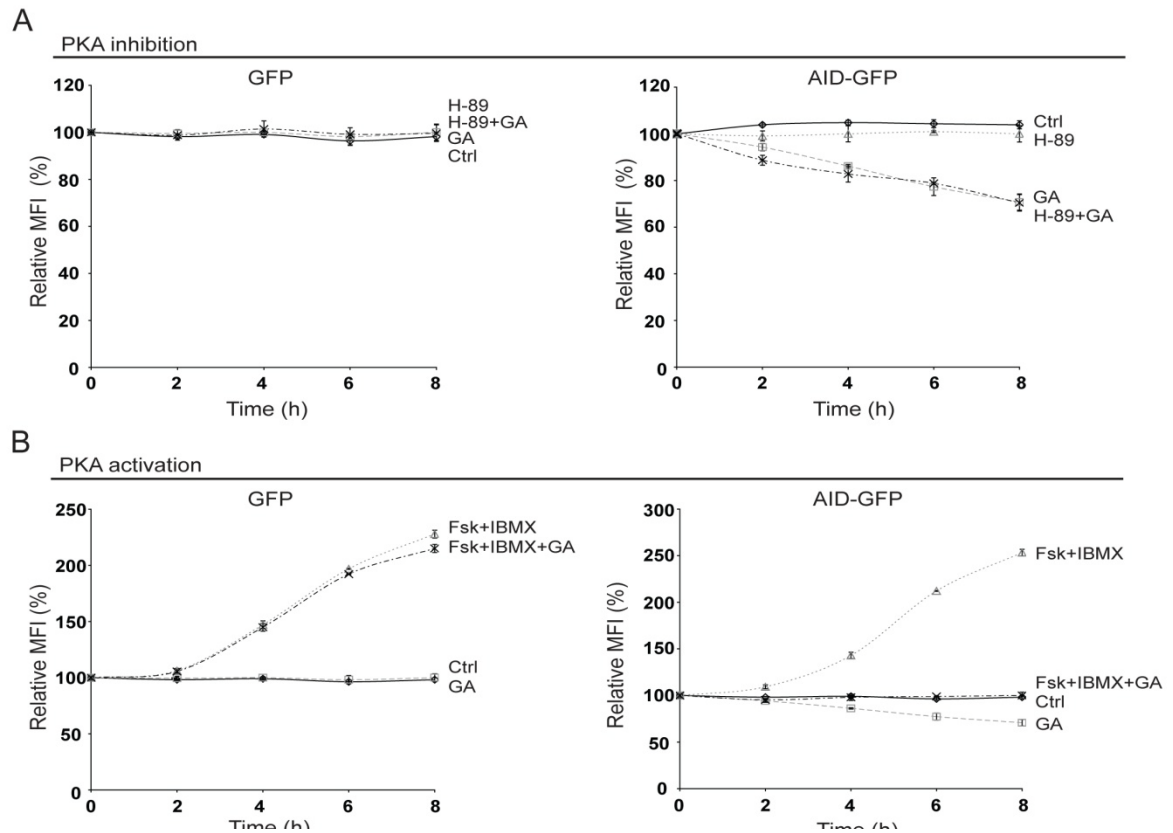 A
PKA inhibition
GFP
Relative MFI (%)
120
100
80
60
40
20
0
0 2 4 6 8
Time (h)
H-89
H-89+GA
GA
Ctrl
AID-GFP
Relative MFI (%)
120
100
80
60
40
20
0
0 2 4 6 8
Time (h)
Ctrl
H-89
GA
H-89+GA
B
PKA activation
GFP
Relative MFI (%)
250
200
150
100
50
0
0 2 4 6 8
Time (h)
Fsk+IBMX
Fsk+IBMX+GA
Ctrl
GA
AID-GFP
Relative MFI (%)
300
250
200
150
100
50
0
0 2 4 6 8
Time (h)
Fsk+IBMX
Fsk+IBMX+GA
Ctrl
GA